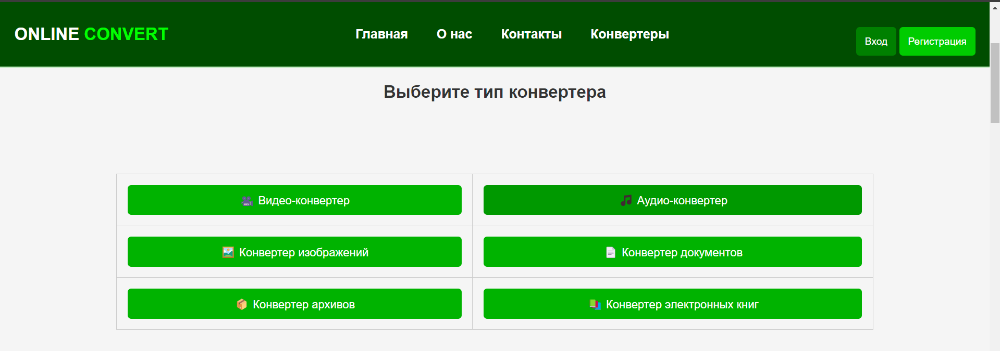 ONLINE CONVERT
Главная О нас Контакты Конвертеры
Вход Регистрация
Выберите тип конвертера
Видео-конвертер
Аудио-конвертер
Конвертер изображений
Конвертер документов
Конвертер архивов
Конвертер электронных книг